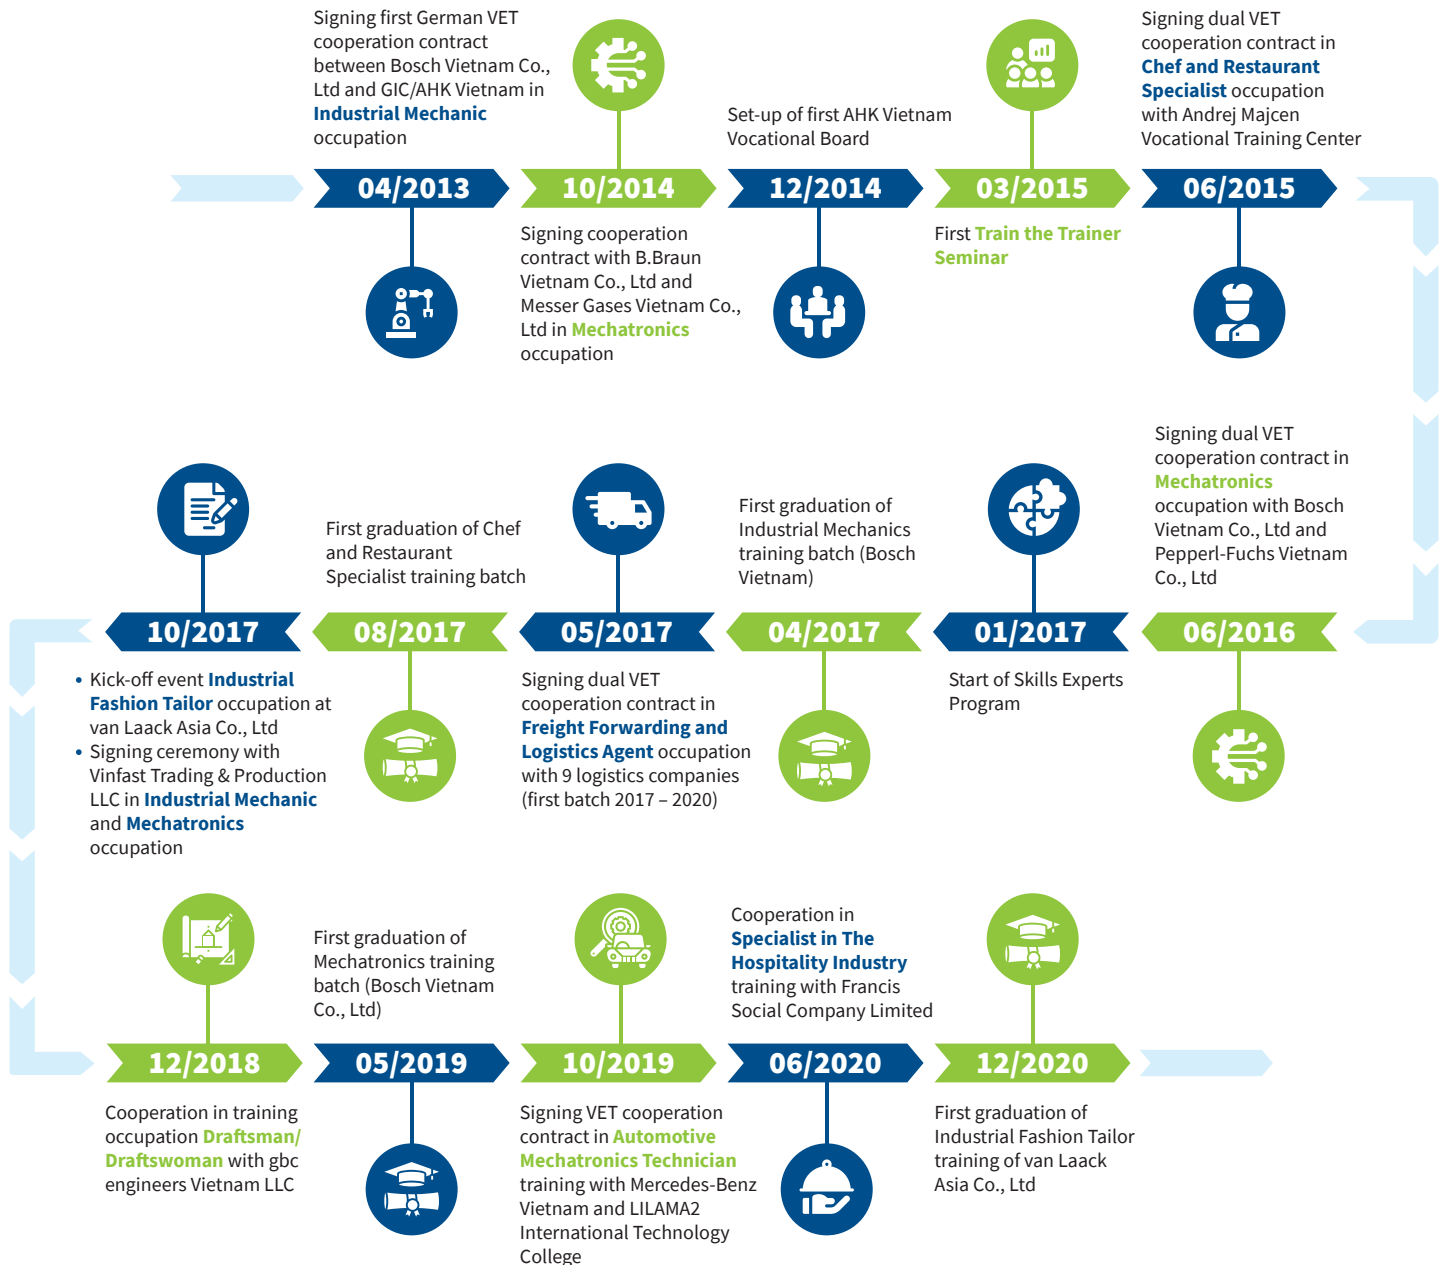 Signing first German VET
cooperation contract
between Bosch Vietnam Co.,
Ltd and GIC/AHK Vietnam in
Industrial Mechanic
occupation
04/2013
10/2014
Signing cooperation
contract with B.Braun
Vietnam Co., Ltd and
Messer Gases Vietnam Co.,
Ltd in Mechatronics
occupation
Set-up of first AHK Vietnam
Vocational Board
12/2014
03/2015
First Train the Trainer
Seminar
Signing dual VET
cooperation contract in
Chef and Restaurant
Specialist occupation
with Andrej Majcen
Vocational Training Center
06/2015
Signing dual VET
cooperation contract in
Mechatronics
occupation with Bosch
Vietnam Co., Ltd and
Pepperl-Fuchs Vietnam
Co., Ltd
06/2016
01/2017
Start of Skills Experts
Program
First graduation of
Industrial Mechanics
training batch (Bosch
Vietnam)
04/2017
05/2017
Signing dual VET
cooperation contract in
Freight Forwarding and
Logistics Agent occupation
with 9 logistics companies
(first batch 2017 – 2020)
First graduation of Chef
and Restaurant
Specialist training batch
08/2017
10/2017
• Kick-off event Industrial
Fashion Tailor occupation at
van Laack Asia Co., Ltd
• Signing ceremony with
Vinfast Trading & Production
LLC in Industrial Mechanic
and Mechatronics
occupation
12/2018
Cooperation in training
occupation Draftsman/
Draftswoman with gbc
engineers Vietnam LLC
First graduation of
Mechatronics training
batch (Bosch Vietnam
Co., Ltd)
05/2019
10/2019
Signing VET cooperation
contract in Automotive
Mechatronics Technician
training with Mercedes-Benz
Vietnam and LILAMA2
International Technology
College
Cooperation in
Specialist in The
Hospitality Industry
training with Francis
Social Company Limited
06/2020
12/2020
First graduation of
Industrial Fashion Tailor
training of van Laack
Asia Co., Ltd